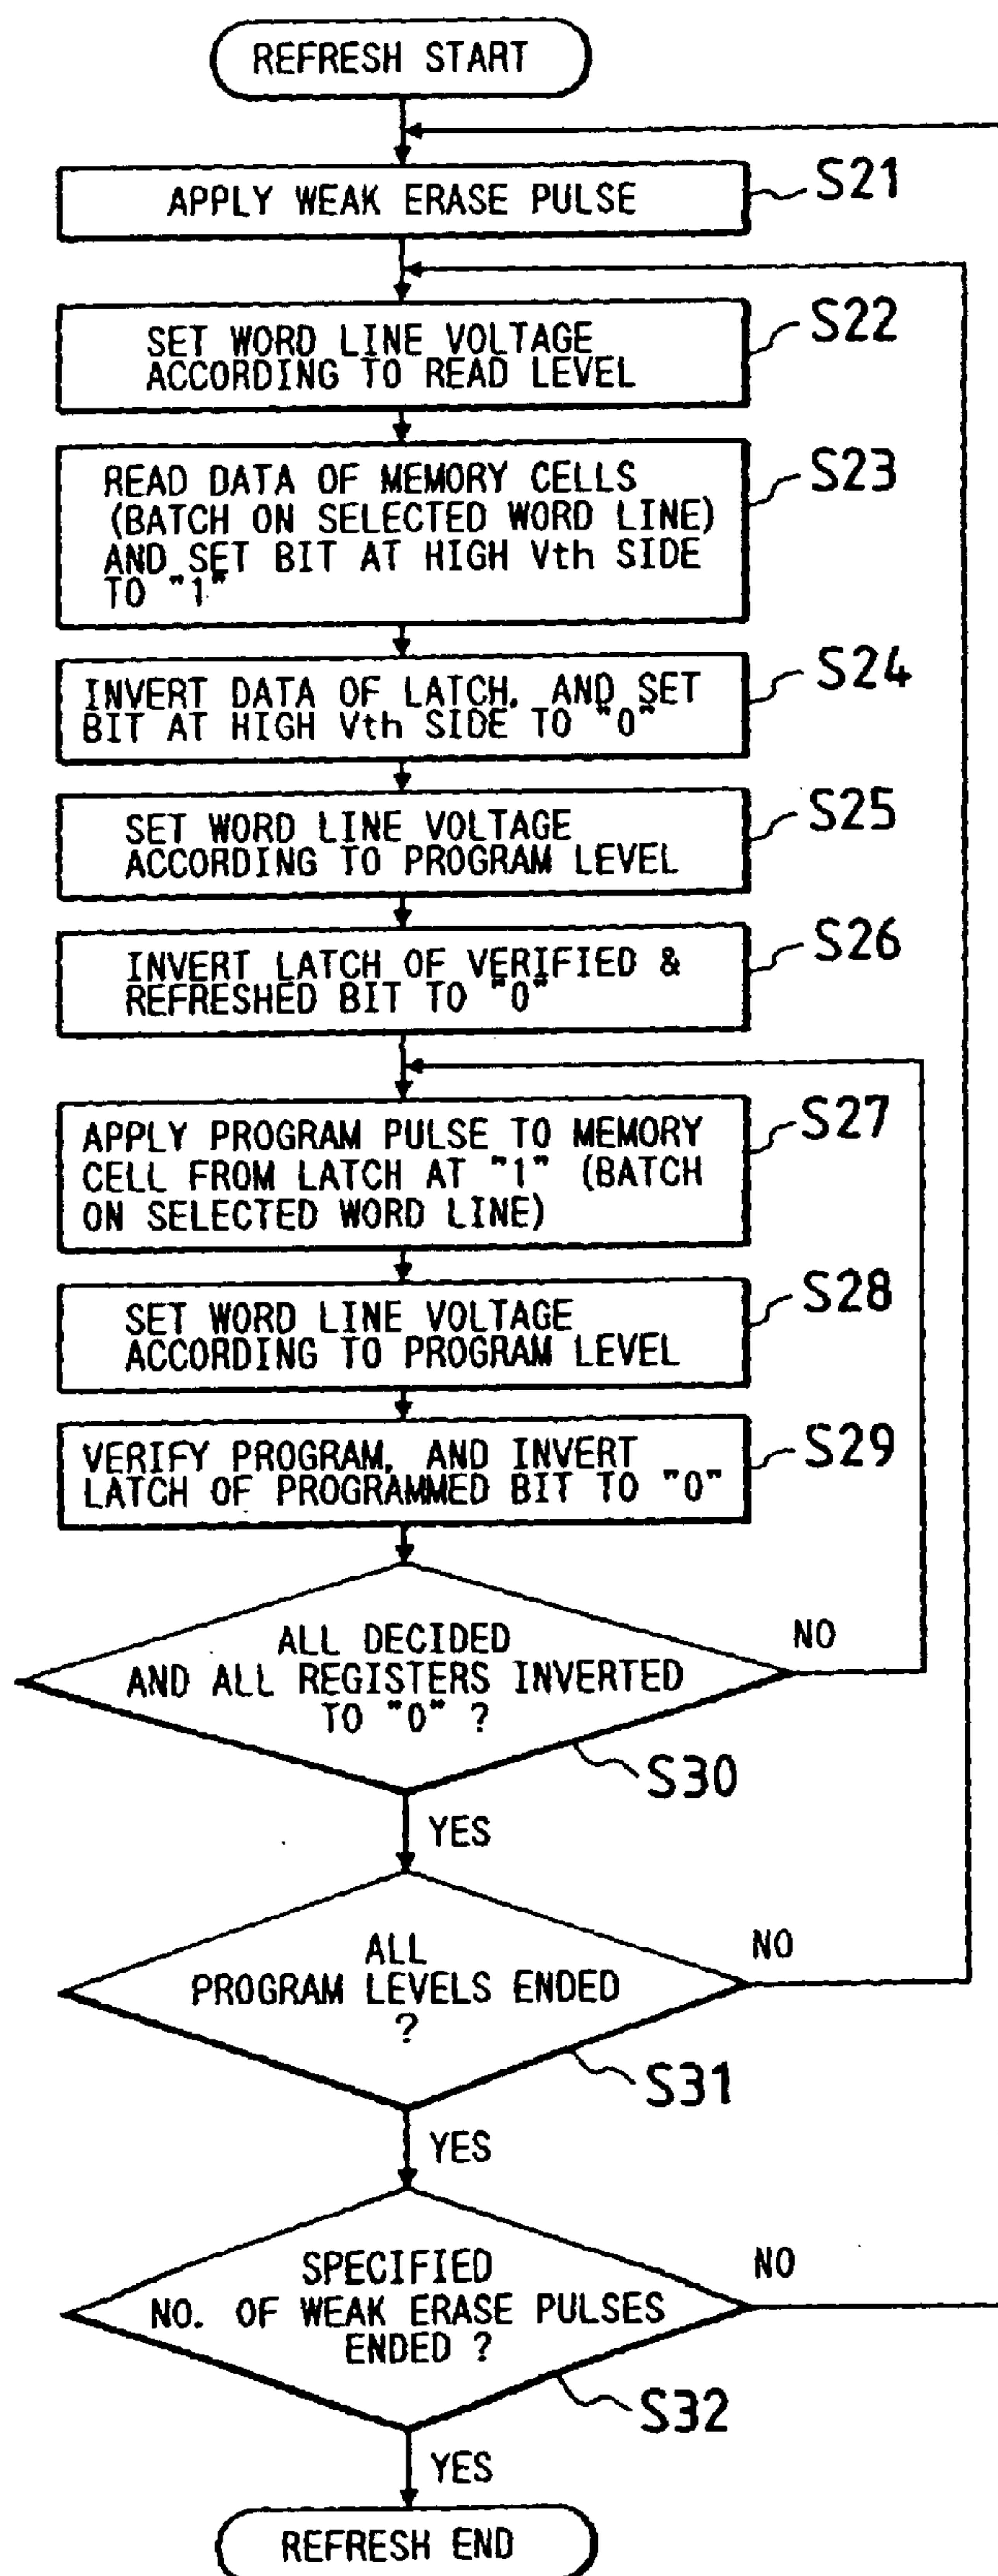 REFRESH START
APPLY WEAK ERASE PULSE
S21
SET WORD LINE VOLTAGE
ACCORDING TO READ LEVEL
S22
READ DATA OF MEMORY CELLS
(BATCH ON SELECTED WORD LINE)
AND SET BIT AT HIGH Vth SIDE
TO "1"
S23
INVERT DATA OF LATCH, AND SET
BIT AT HIGH Vth SIDE TO "0"
S24
SET WORD LINE VOLTAGE
ACCORDING TO PROGRAM LEVEL
S25
INVERT LATCH OF VERIFIED &
REFRESHED BIT TO "0"
S26
APPLY PROGRAM PULSE TO MEMORY
CELL FROM LATCH AT "1" (BATCH
ON SELECTED WORD LINE)
S27
SET WORD LINE VOLTAGE
ACCORDING TO PROGRAM LEVEL
S28
VERIFY PROGRAM, AND INVERT
LATCH OF PROGRAMMED BIT TO "0"
S29
ALL DECIDED
AND ALL REGISTERS INVERTED
TO "0" ?
NO
S30
YES
ALL
PROGRAM LEVELS ENDED
?
NO
S31
YES
SPECIFIED
NO. OF WEAK ERASE PULSES
ENDED ?
NO
S32
YES
REFRESH END